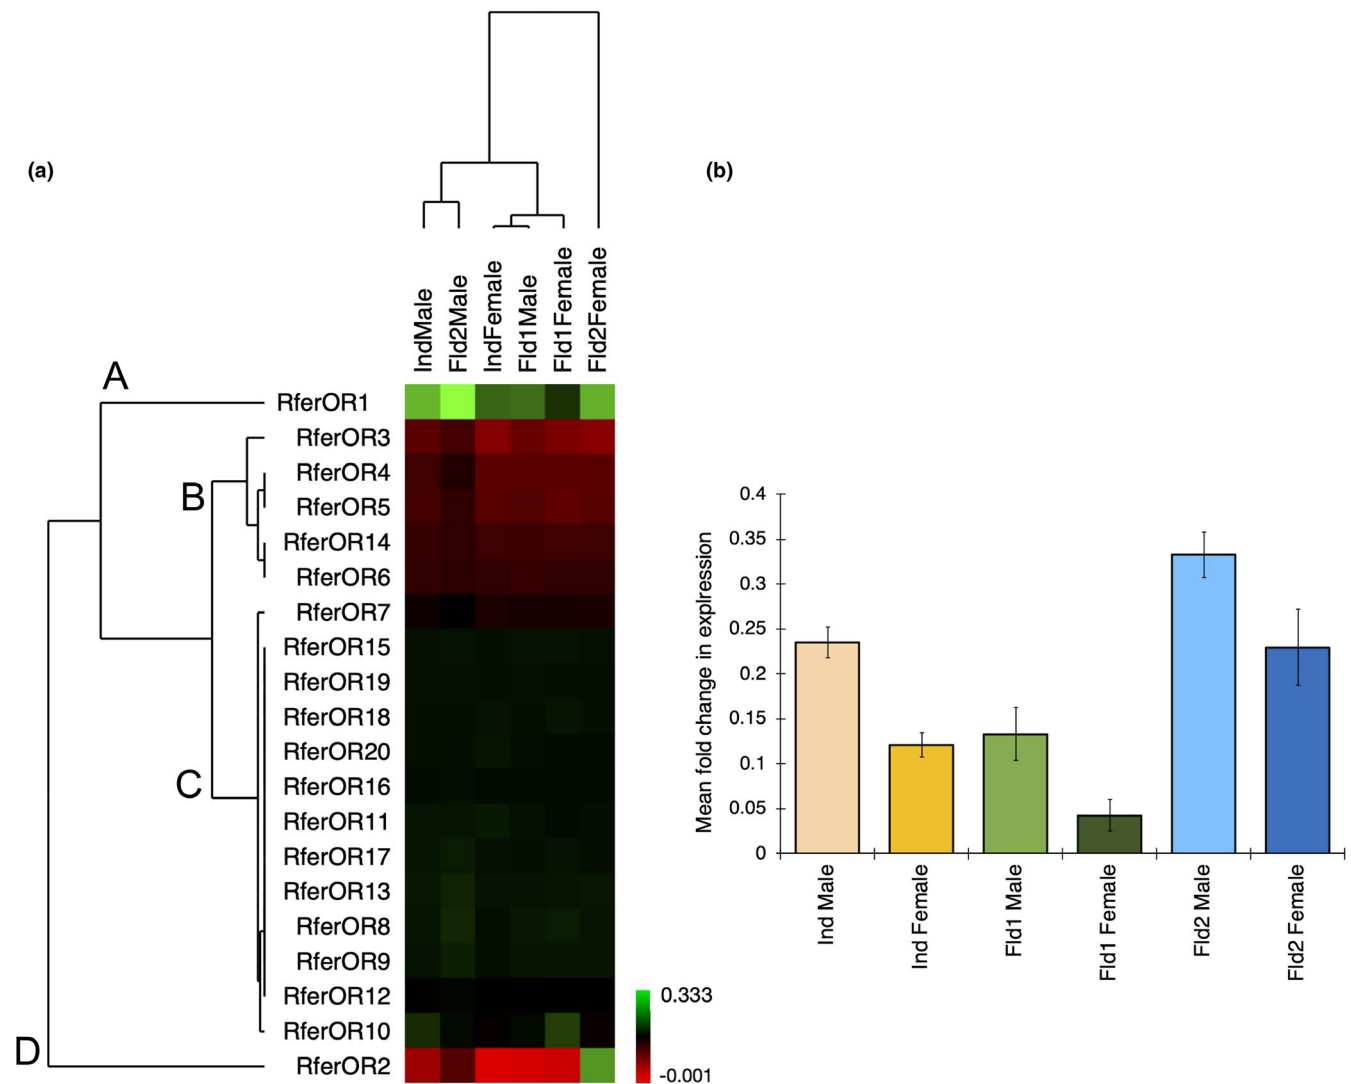 (a)
(b)
IndMale
Fld2Male
IndFemale
Fld1Male
Fld1Female
Fld2Female
A
RferOR1
RferOR3
RferOR4
B
RferOR5
RferOR14
RferOR6
RferOR7
RferOR15
RferOR19
RferOR18
RferOR20
C
RferOR16
RferOR11
RferOR17
RferOR13
RferOR8
RferOR9
RferOR12
RferOR10
D
RferOR2
0.333
-0.001
Mean fold change in explression
0.4
0.35
0.3
0.25
0.2
0.15
0.1
0.05
0
Ind Male
Ind Female
Fld1 Male
Fld1 Female
Fld2 Male
Fld2 Female